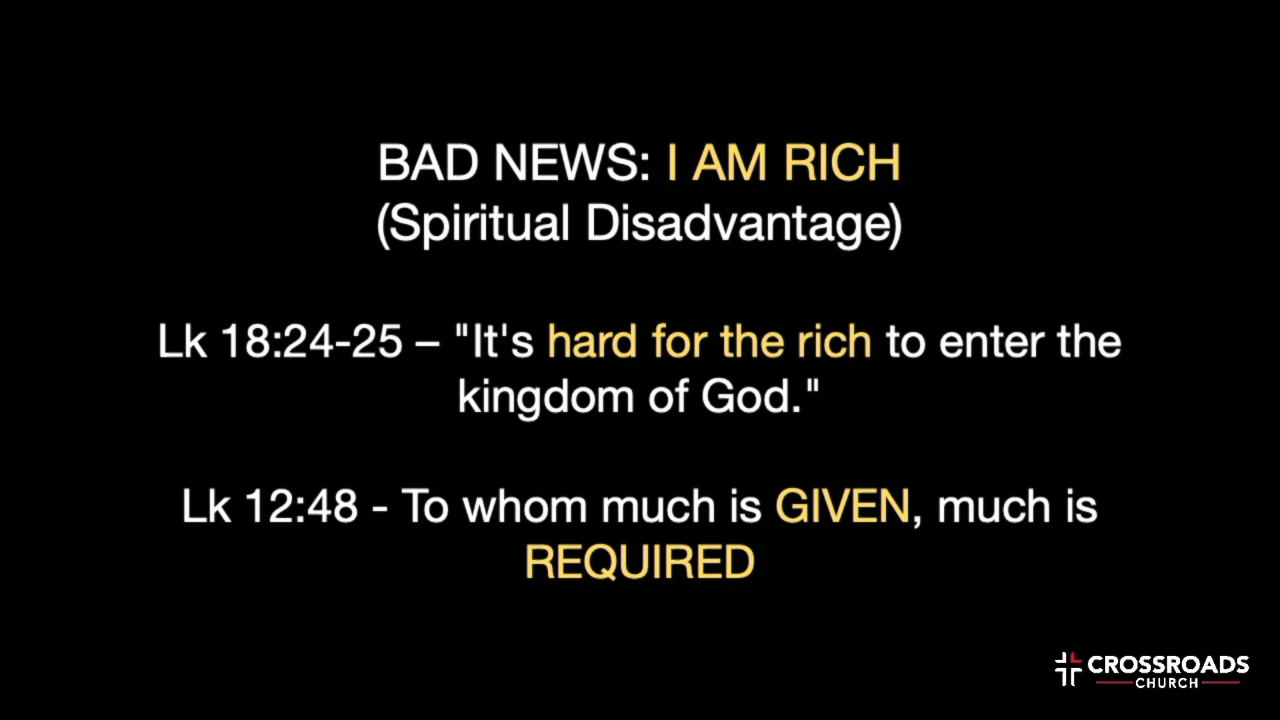 BAD NEWS: I AM RICH
(Spiritual Disadvantage)
Lk 18:24-25 – "It's hard for the rich to enter the
kingdom of God."
Lk 12:48 - To whom much is GIVEN, much is
REQUIRED
CROSSROADS
CHURCH